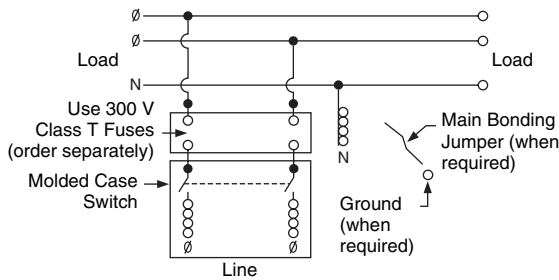 Ø
Ø
Load
Load
N
Use 300 V
Class T Fuses
(order separately)
Molded Case
Switch
N
Main Bonding
Jumper (when
required)
Ground
(when
required)
Ø
Ø
Line